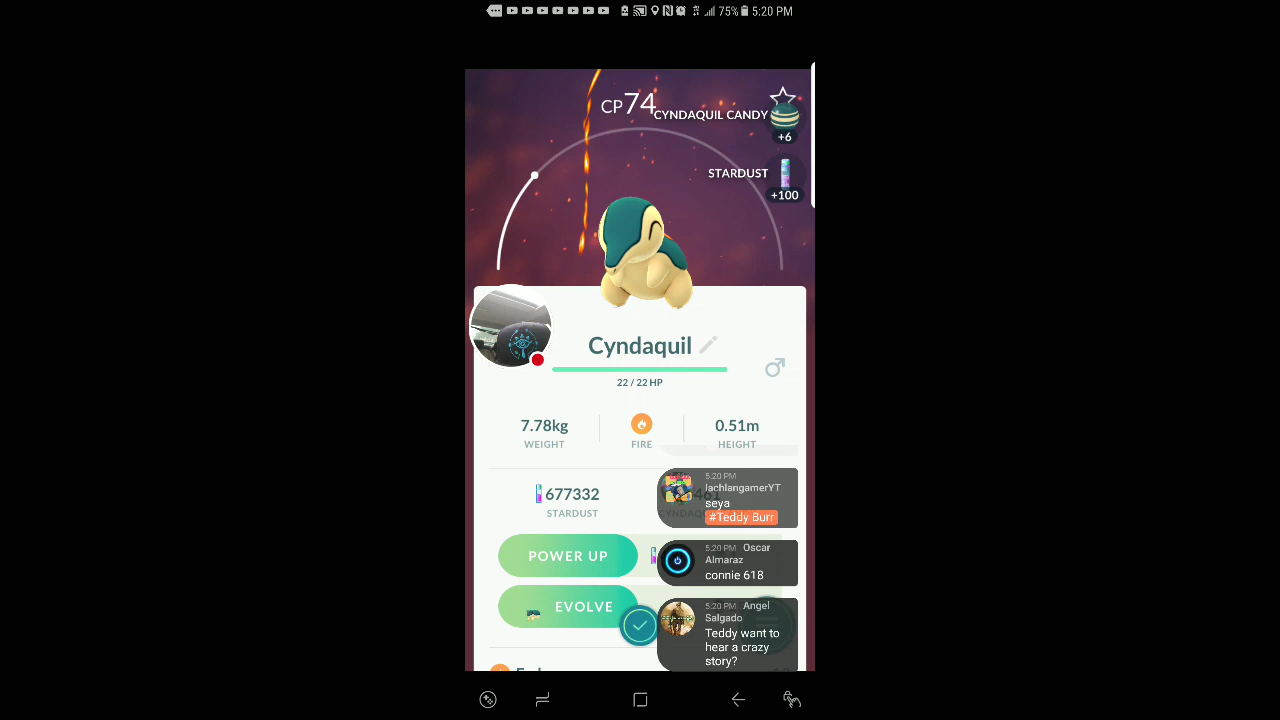 75% 5:20 PM
CP74
CYNDAQUIL CANDY
+6
STARDUST
+100
Cyndaquil
22 / 22 HP
7.78kg
WEIGHT
FIRE
0.51m
HEIGHT
677332
STARDUST
POWER UP
EVOLVE
5:20 PM
lachlangamerYT
seya
#Teddy Burr
5:20 PM Oscar
Almaraz
connie 618
5:20 PM Angel
Salgado
Teddy want to
hear a crazy
story?